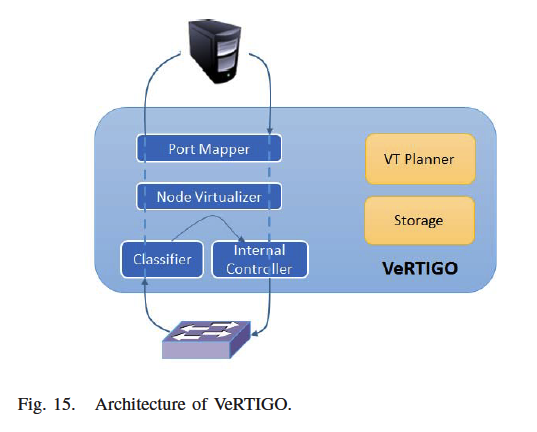 Port Mapper
Node Virtualizer
Classifier
Internal
Controller
VT Planner
Storage
VeRTIGO
Fig. 15. Architecture of VeRTIGO.